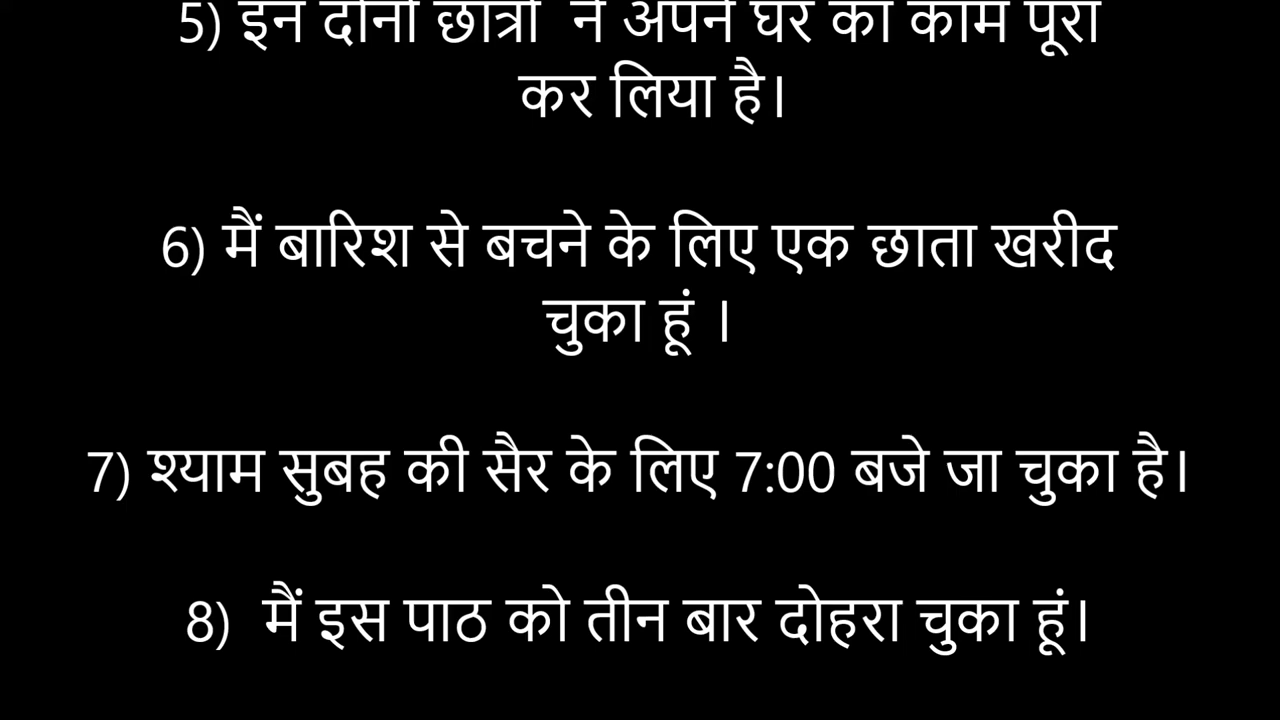 5) इन दोनों छात्रों ने अपने घर का काम पूरा
कर लिया है।
6) मैं बारिश से बचने के लिए एक छाता खरीद
चुका हूं ।
7) श्याम सुबह की सैर के लिए 7:00 बजे जा चुका है।
8) मैं इस पाठ को तीन बार दोहरा चुका हूं।